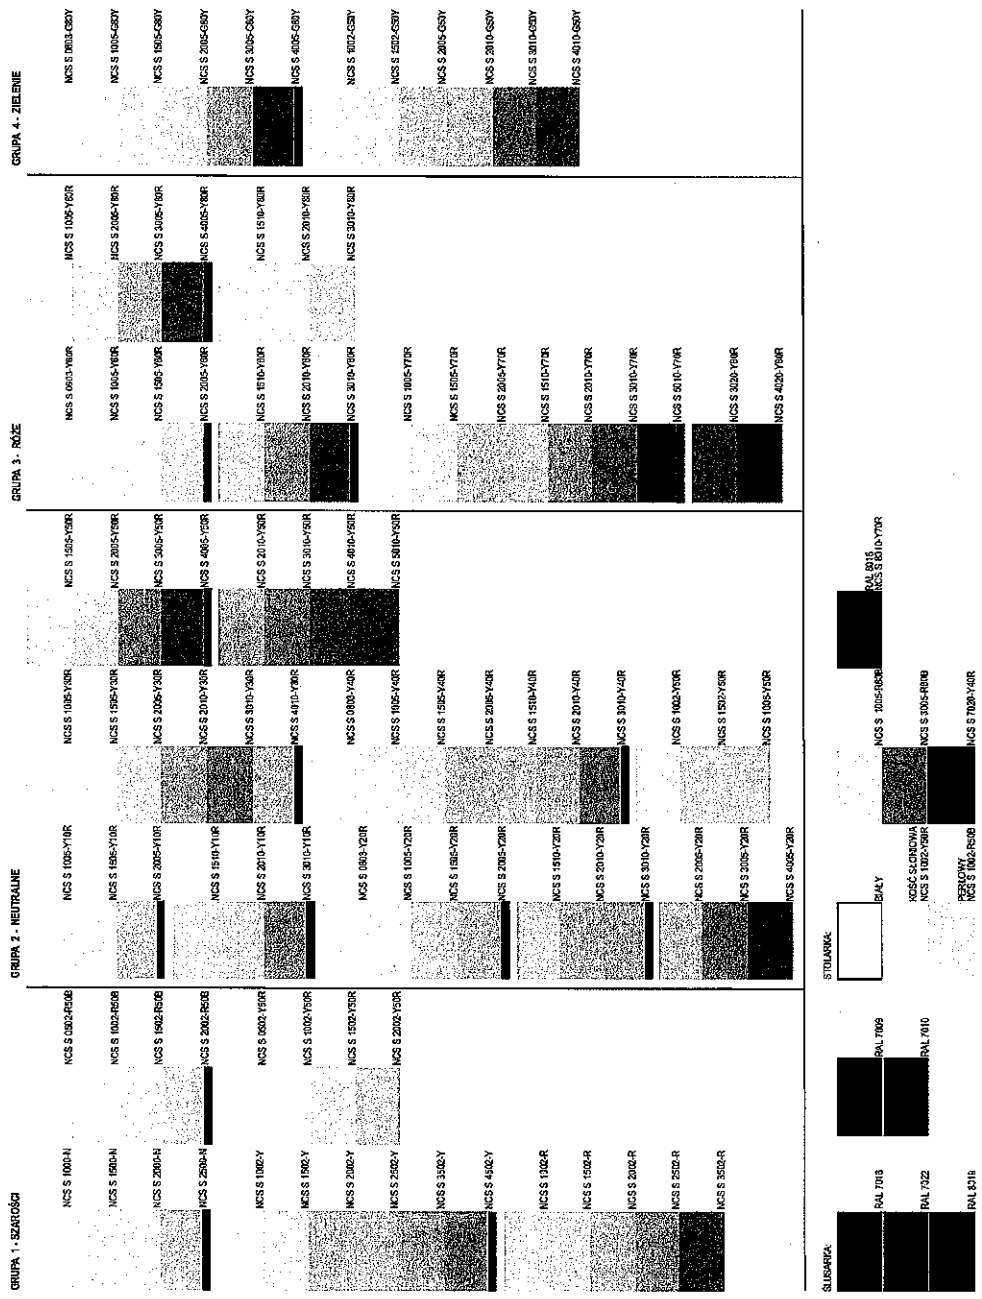 GRUPA 1 - SZAROŚCI
NCS S 1000-N
NCS S 1500-N
NCS S 2000-N
NCS S 2500-N
NCS S 1002-Y
NCS S 1502-Y
NCS S 2002-Y
NCS S 2502-Y
NCS S 3502-Y
NCS S 4502-Y
NCS S 1002-R
NCS S 1502-R
NCS S 2002-R
NCS S 2502-R
NCS S 3502-R
NCS S 0502-R50B
NCS S 1002-R50B
NCS S 1502-R50B
NCS S 2002-R50B
NCS S 0502-Y50R
NCS S 1002-Y50R
NCS S 1502-Y50R
NCS S 2002-Y50R
GRUPA 2 - NEUTRALNE
NCS S 1005-Y10R
NCS S 1505-Y10R
NCS S 2005-Y10R
NCS S 1510-Y10R
NCS S 2010-Y10R
NCS S 3010-Y10R
NCS S 0603-Y20R
NCS S 1005-Y20R
NCS S 1505-Y20R
NCS S 2005-Y20R
NCS S 1510-Y20R
NCS S 2010-Y20R
NCS S 3010-Y20R
NCS S 2005-Y20R
NCS S 3005-Y20R
NCS S 4005-Y20R
NCS S 1005-Y30R
NCS S 1505-Y30R
NCS S 2005-Y30R
NCS S 2010-Y30R
NCS S 3010-Y30R
NCS S 4010-Y30R
NCS S 0603-Y40R
NCS S 1005-Y40R
NCS S 1505-Y40R
NCS S 2005-Y40R
NCS S 1510-Y40R
NCS S 2010-Y40R
NCS S 3010-Y40R
NCS S 1002-Y50R
NCS S 1502-Y50R
NCS S 1005-Y50R
NCS S 1505-Y50R
NCS S 2005-Y50R
NCS S 3005-Y50R
NCS S 4005-Y50R
NCS S 2010-Y50R
NCS S 3010-Y50R
NCS S 4010-Y50R
NCS S 5010-Y50R
GRUPA 3 - RÓŻE
NCS S 0603-Y60R
NCS S 1005-Y60R
NCS S 1505-Y60R
NCS S 2005-Y60R
NCS S 1510-Y60R
NCS S 2010-Y60R
NCS S 3010-Y60R
NCS S 1005-Y70R
NCS S 1505-Y70R
NCS S 2005-Y70R
NCS S 1510-Y70R
NCS S 2010-Y70R
NCS S 3010-Y70R
NCS S 5010-Y70R
NCS S 3020-Y60R
NCS S 4020-Y60R
NCS S 1005-Y80R
NCS S 2005-Y80R
NCS S 3005-Y80R
NCS S 4005-Y80R
NCS S 1510-Y80R
NCS S 2010-Y80R
NCS S 3010-Y80R
GRUPA 4 - ZIELENIE
NCS S 0603-G80Y
NCS S 1005-G80Y
NCS S 1505-G80Y
NCS S 2005-G80Y
NCS S 3005-G80Y
NCS S 4005-G80Y
NCS S 1002-G50Y
NCS S 1502-G50Y
NCS S 2005-G50Y
NCS S 2010-G50Y
NCS S 3010-G50Y
NCS S 4010-G50Y
ŚLUSARKA:
RAL 7022
RAL 8019
RAL 7009
RAL 7010
STOLARKA:
BIAŁY
KOŚĆ SŁONIOWA
NCS S 1002-Y50R
PERŁOWY
NCS S 1002-R50B
NCS S 1005-R80B
NCS S 3005-R80B
NCS S 7020-Y40R
RAL 8016
NCS S 8010-Y70R